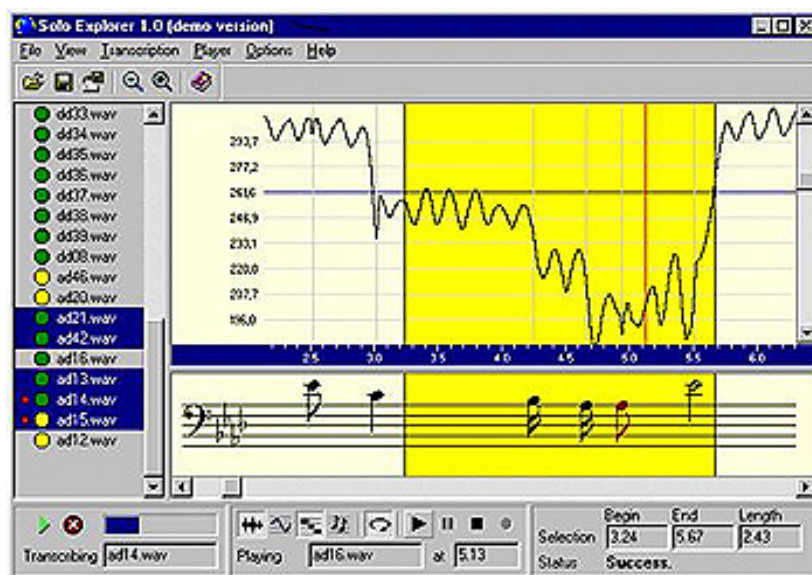 Solo Explorer 1.0 (demo version)
File View Transcription Player Options Help
dd33.wav
dd34.wav
dd35.wav
dd36.wav
dd37.wav
dd38.wav
dd39.wav
dd08.wav
ad46.wav
ad20.wav
ad21.wav
ad42.wav
ad16.wav
ad13.wav
ad14.wav
ad15.wav
ad12.wav
293,7
277,2
261,6
246,9
233,1
220,0
207,7
196,0
2.5 3.0 3.5 4.0 4.5 5.0 5.5 6.0
Transcribing ad14.wav
Playing ad16.wav at 5.13
Begin End Length
Selection 3.24 5.67 2.43
Status Success.